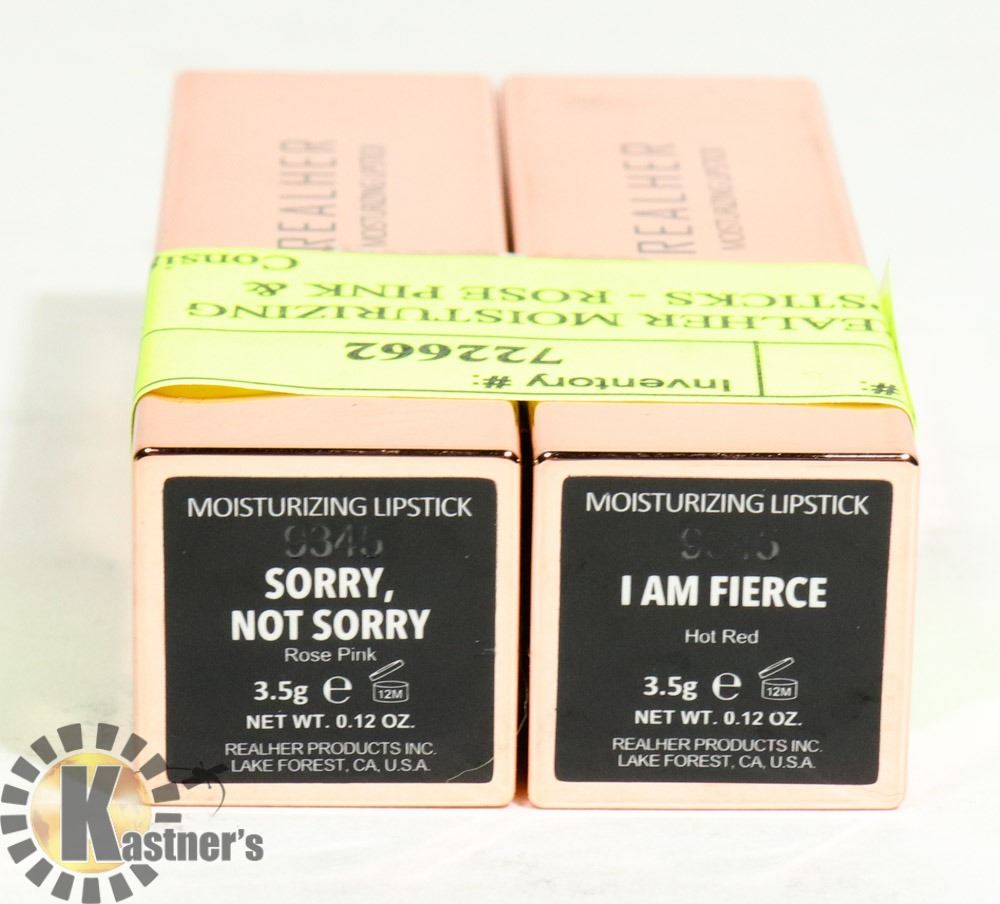 REALHER
MOISTURIZING LIPSTICK
REALHER
MOISTURIZING LIPSTICK
#:
Inventory #:
722662
REALHER MOISTURIZING
STICKS - ROSE PINK &
MOISTURIZING LIPSTICK
9345
SORRY,
NOT SORRY
Rose Pink
3.5g ℮ 12M
NET WT. 0.12 OZ.
REALHER PRODUCTS INC.
LAKE FOREST, CA, U.S.A.
MOISTURIZING LIPSTICK
I AM FIERCE
Hot Red
3.5g ℮ 12M
NET WT. 0.12 OZ.
REALHER PRODUCTS INC.
LAKE FOREST, CA, U.S.A.
Kastner's